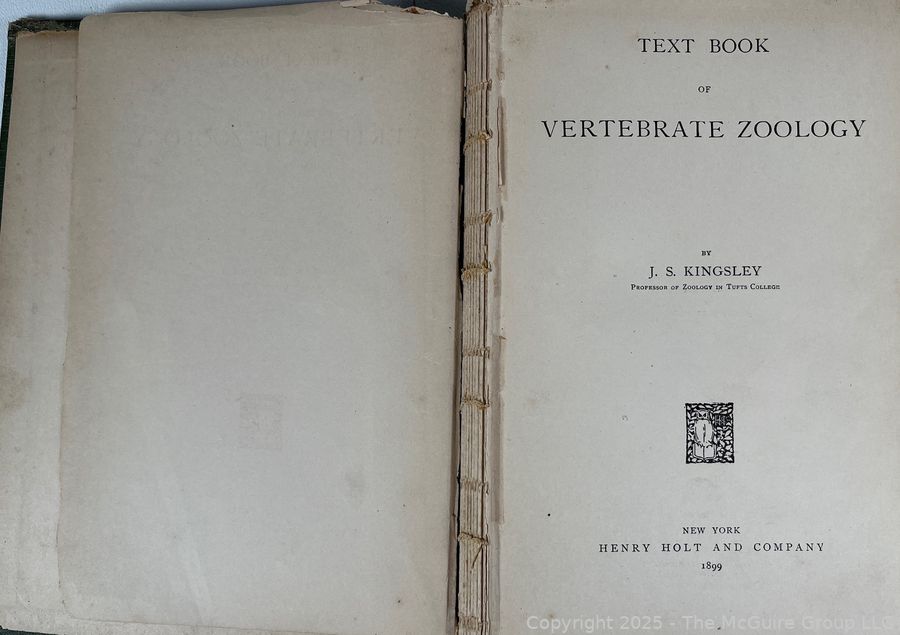 TEXT BOOK
OF
VERTEBRATE ZOOLOGY
BY
J. S. KINGSLEY
PROFESSOR OF ZOOLOGY IN TUFTS COLLEGE
NEW YORK
HENRY HOLT AND COMPANY
1899
Copyright 2025 - The McGuire Group LLC